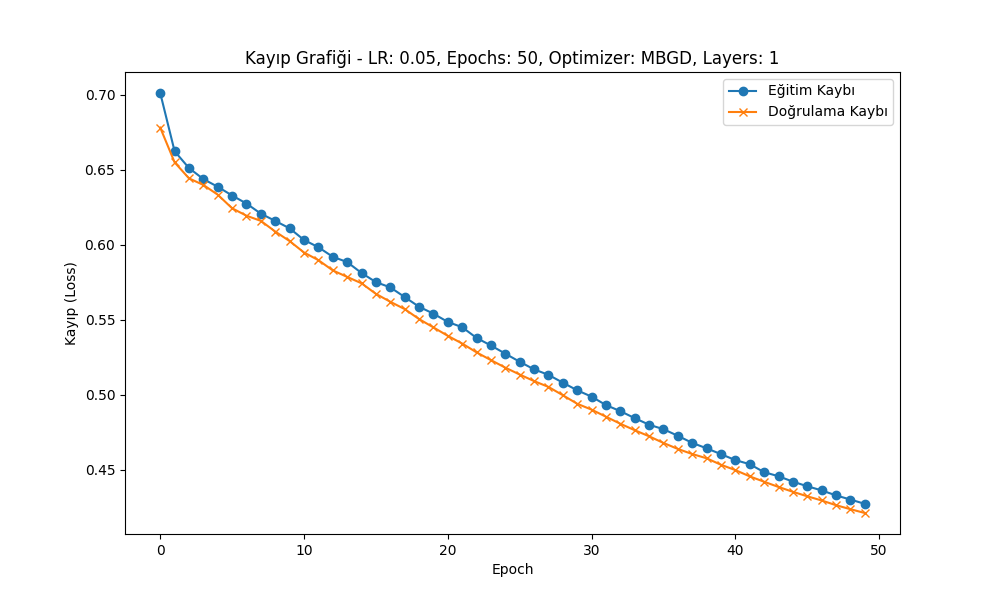 Kayıp Grafiği - LR: 0.05, Epochs: 50, Optimizer: MBGD, Layers: 1
Eğitim Kaybı
Doğrulama Kaybı
Kayıp (Loss)
0.70
0.65
0.60
0.55
0.50
0.45
0 10 20 30 40 50
Epoch